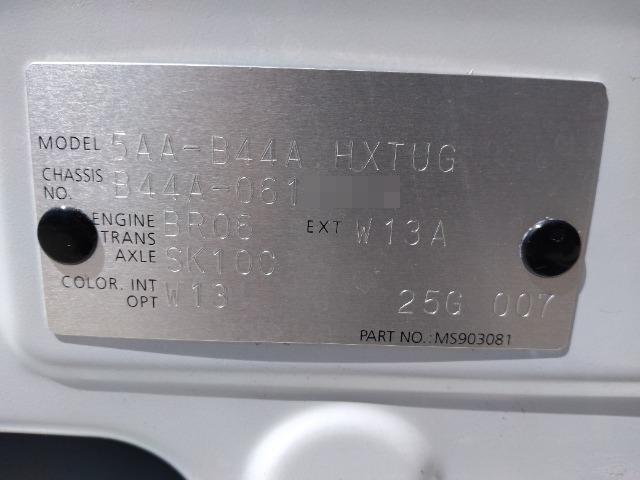 MODEL 5AA-B44A HXTUG
CHASSIS NO. B44A-061
ENGINE BR06 EXT W13A
TRANS
AXLE SK100
COLOR. INT W13
OPT 25G 007
PART NO.:MS903081